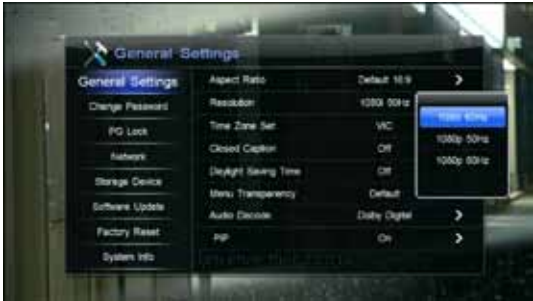 General Settings
General Settings
Change Password
PG Lock
Network
Storage Device
Software Update
Factory Reset
System Info
Aspect Ratio Default 16:9
Resolution 1080i 50Hz
Time Zone Set VIC
Closed Caption Off
Daylight Saving Time Off
Menu Transparency Default
Audio Decode Dolby Digital
PIP On
1080p 50Hz
1080p 60Hz